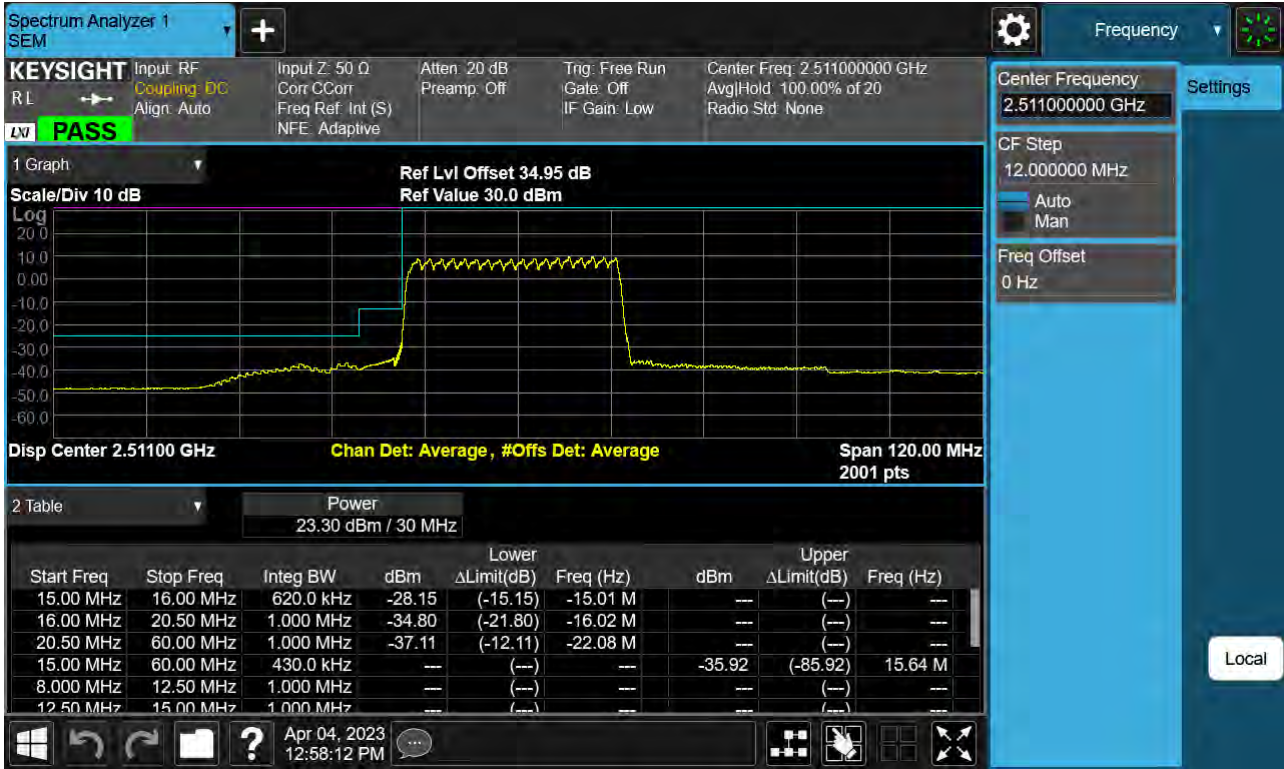 Spectrum Analyzer 1
SEM
+
Frequency
KEYSIGHT
R L
LXI
PASS
Input: RF
Coupling: DC
Align: Auto
Input Z: 50 Ω
Corr CCorr
Freq Ref: Int (S)
NFE: Adaptive
Atten: 20 dB
Preamp: Off
Trig: Free Run
Gate: Off
IF Gain: Low
Center Freq: 2.511000000 GHz
Avg|Hold: 100.00% of 20
Radio Std: None
Center Frequency
2.511000000 GHz
Settings
CF Step
12.000000 MHz
Auto
Man
Freq Offset
0 Hz
1 Graph
Ref Lvl Offset 34.95 dB
Scale/Div 10 dB
Ref Value 30.0 dBm
Log
20.0
10.0
0.00
-10.0
-20.0
-30.0
-40.0
-50.0
-60.0
Disp Center 2.51100 GHz
Chan Det: Average , #Offs Det: Average
Span 120.00 MHz
2001 pts
2 Table
Power
23.30 dBm / 30 MHz
Lower Upper
Start Freq Stop Freq Integ BW dBm ΔLimit(dB) Freq (Hz) dBm ΔLimit(dB) Freq (Hz)
15.00 MHz 16.00 MHz 620.0 kHz -28.15 (-15.15) -15.01 M --- (---) ---
16.00 MHz 20.50 MHz 1.000 MHz -34.80 (-21.80) -16.02 M --- (---) ---
20.50 MHz 60.00 MHz 1.000 MHz -37.11 (-12.11) -22.08 M --- (---) ---
15.00 MHz 60.00 MHz 430.0 kHz --- (---) --- -35.92 (-85.92) 15.64 M
8.000 MHz 12.50 MHz 1.000 MHz --- (---) --- --- (---) ---
12.50 MHz 15.00 MHz 1.000 MHz --- (---) --- --- (---) ---
Local
?
Apr 04, 2023
12:58:12 PM